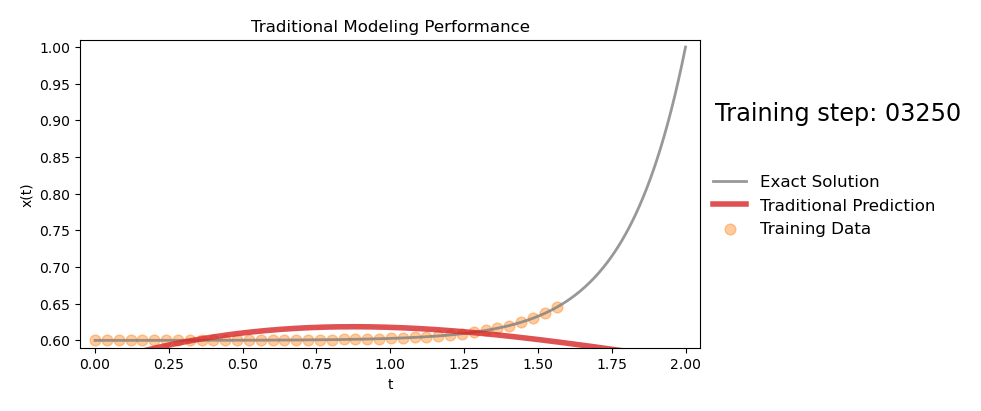 Traditional Modeling Performance
1.00
0.95
0.90
0.85
0.80
0.75
0.70
0.65
0.60
x(t)
0.00 0.25 0.50 0.75 1.00 1.25 1.50 1.75 2.00
t
Training step: 03250
Exact Solution
Traditional Prediction
Training Data